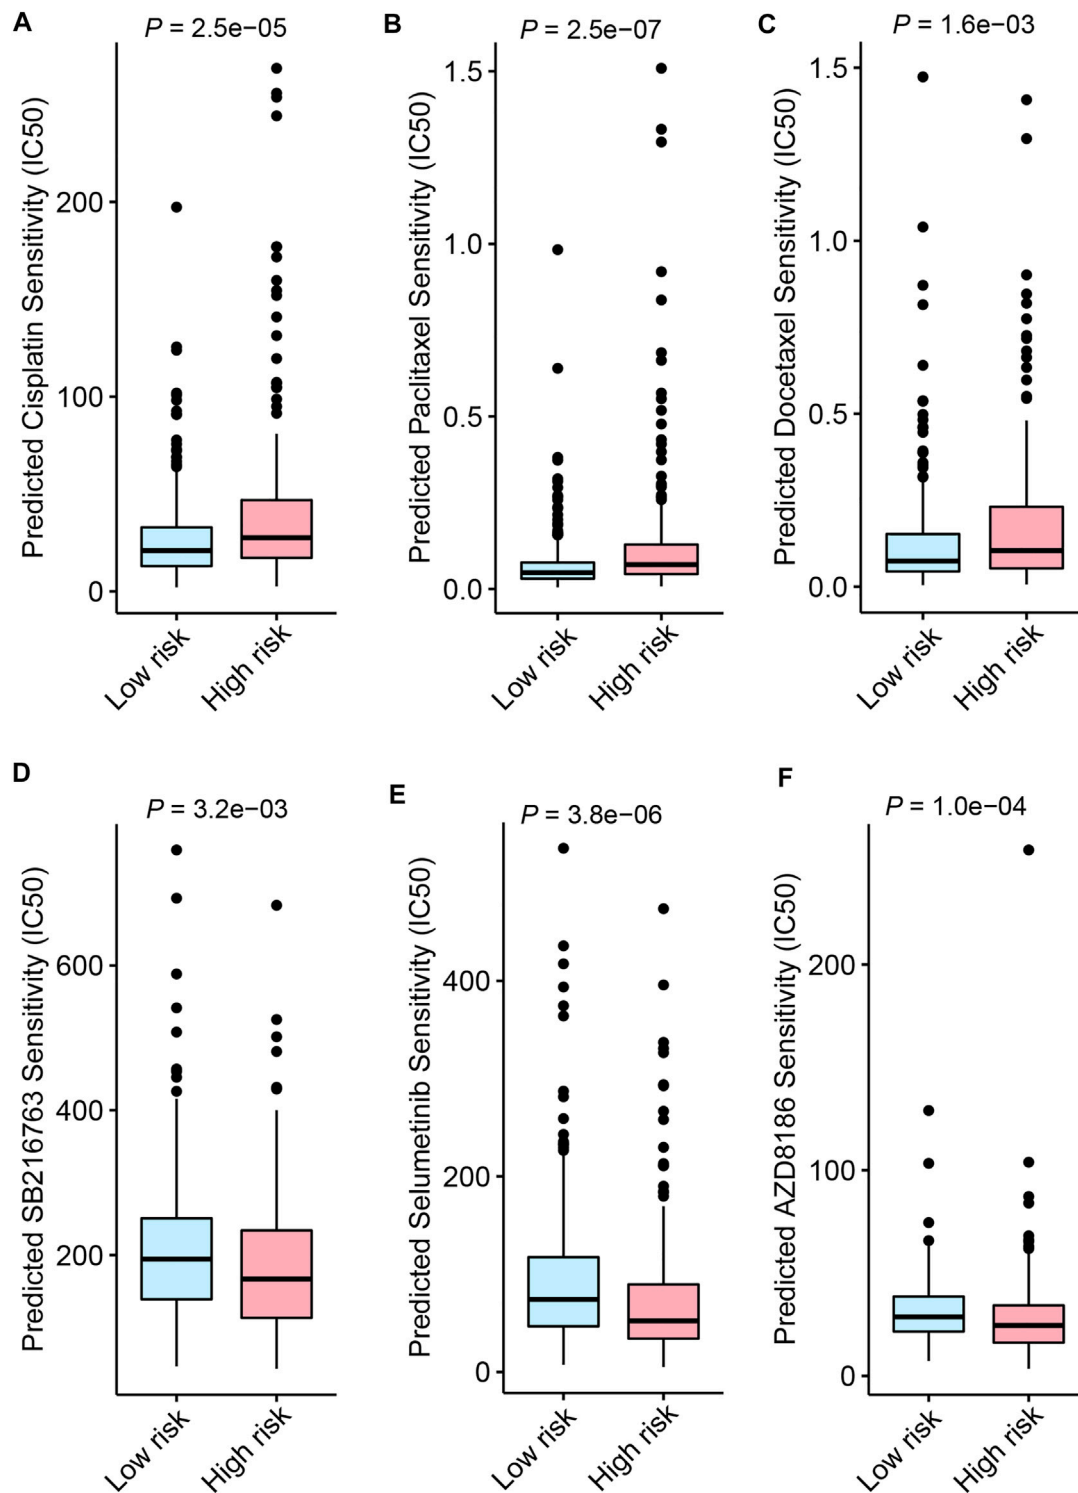 A
P = 2.5e−05
Predicted Cisplatin Sensitivity (IC50)
200
100
0
Low risk
High risk
B
P = 2.5e−07
Predicted Paclitaxel Sensitivity (IC50)
1.5
1.0
0.5
0.0
Low risk
High risk
C
P = 1.6e−03
Predicted Docetaxel Sensitivity (IC50)
1.5
1.0
0.5
0.0
Low risk
High risk
D
P = 3.2e−03
Predicted SB216763 Sensitivity (IC50)
600
400
200
Low risk
High risk
E
P = 3.8e−06
Predicted Selumetinib Sensitivity (IC50)
400
200
0
Low risk
High risk
F
P = 1.0e−04
Predicted AZD8186 Sensitivity (IC50)
200
100
0
Low risk
High risk